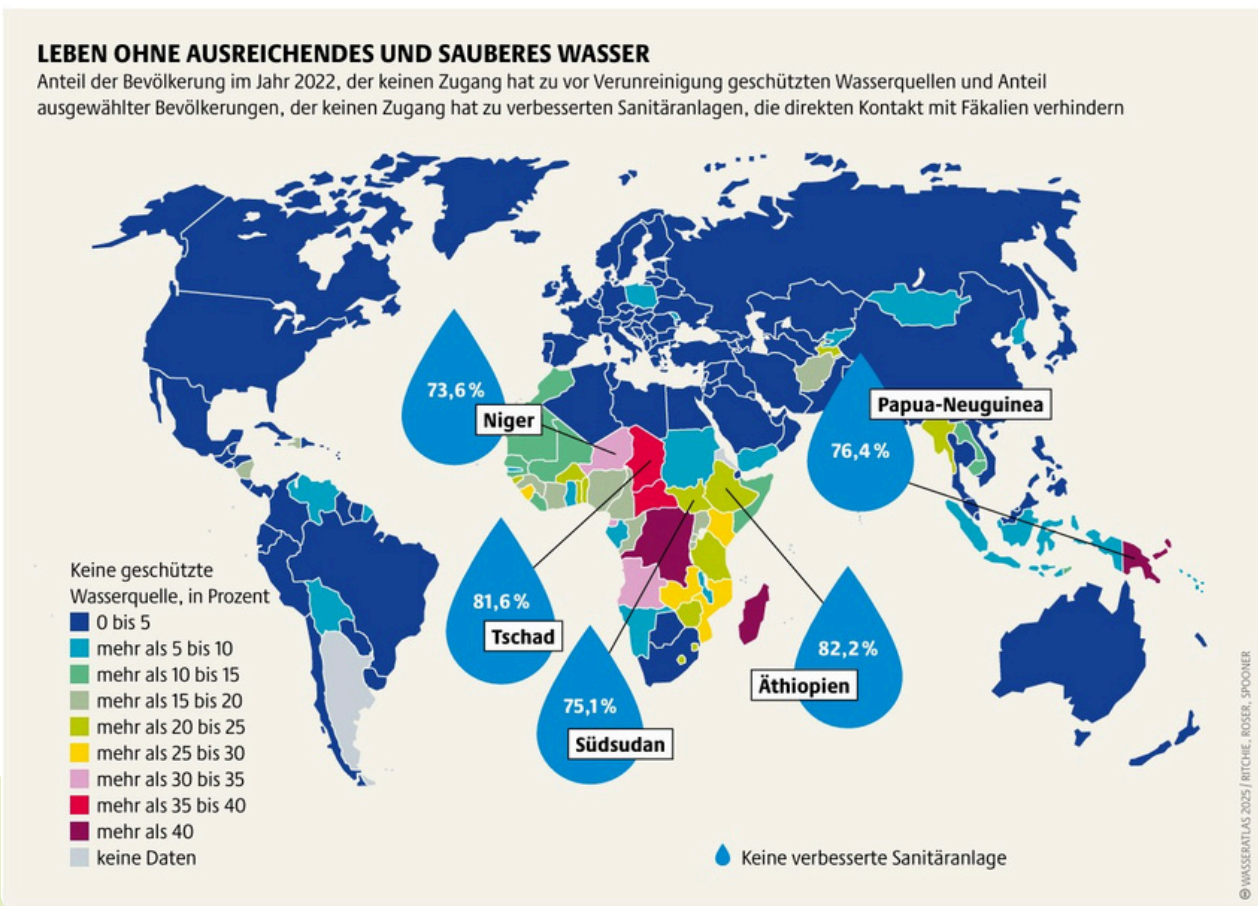 LEBEN OHNE AUSREICHENDES UND SAUBERES WASSER
Anteil der Bevölkerung im Jahr 2022, der keinen Zugang hat zu vor Verunreinigung geschützten Wasserquellen und Anteil
ausgewählter Bevölkerungen, der keinen Zugang hat zu verbesserten Sanitäranlagen, die direkten Kontakt mit Fäkalien verhindern
73,6 %
Niger
Papua-Neuguinea
76,4 %
81,6 %
Tschad
75,1 %
Südsudan
82,2 %
Äthiopien
Keine geschützte
Wasserquelle, in Prozent
0 bis 5
mehr als 5 bis 10
mehr als 10 bis 15
mehr als 15 bis 20
mehr als 20 bis 25
mehr als 25 bis 30
mehr als 30 bis 35
mehr als 35 bis 40
mehr als 40
keine Daten
Keine verbesserte Sanitäranlage
WASSERATLAS 2025 / RITCHIE, ROSER, SPOONER